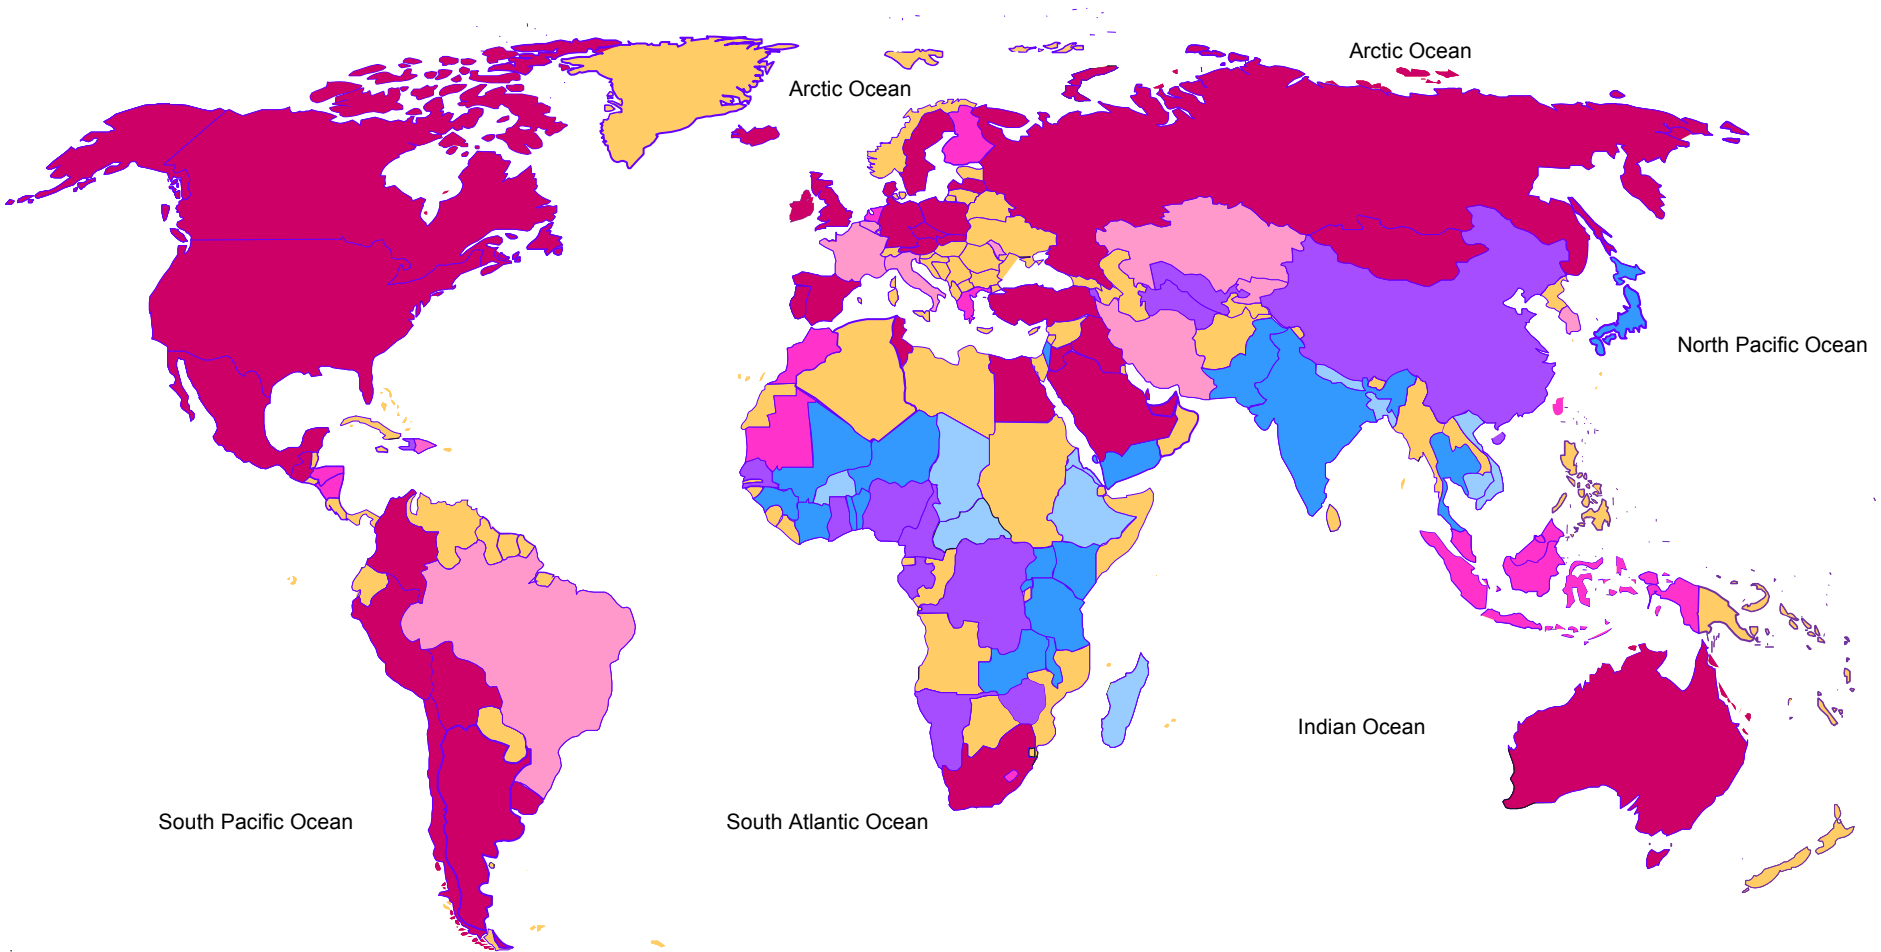 Arctic Ocean
Arctic Ocean
North Pacific Ocean
Indian Ocean
South Pacific Ocean
South Atlantic Ocean